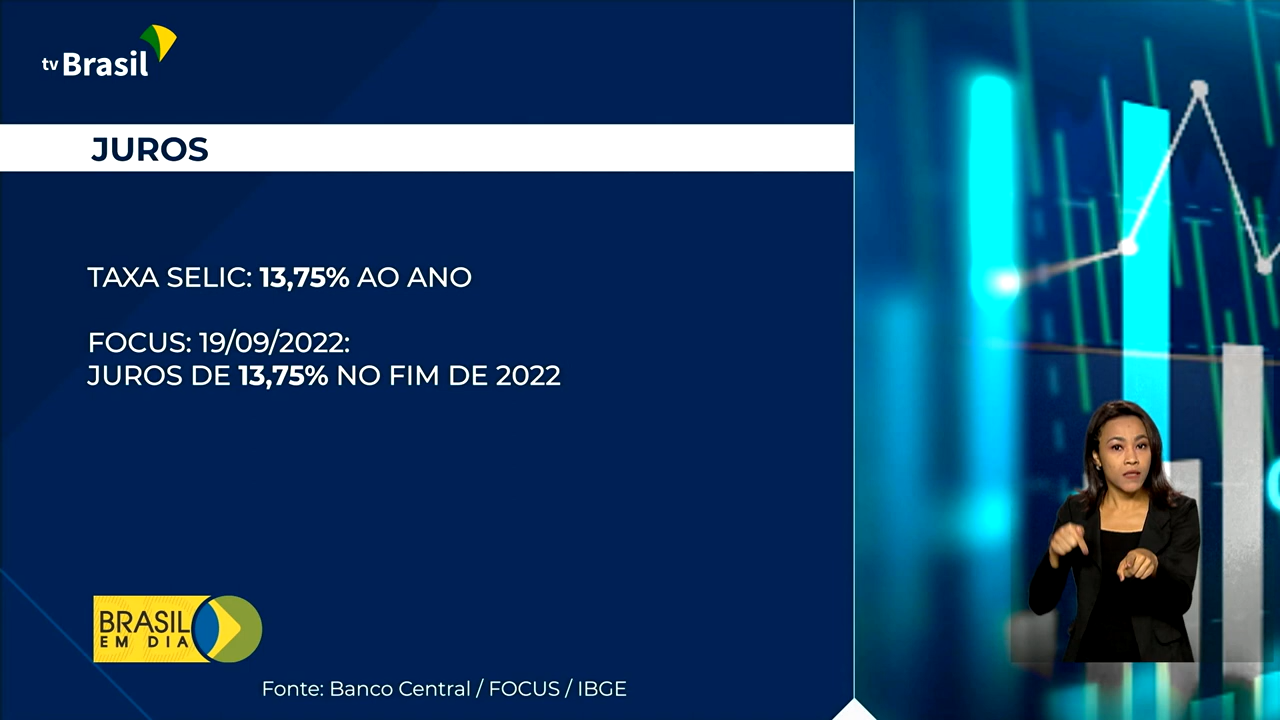 tv Brasil
JUROS
TAXA SELIC: 13,75% AO ANO
FOCUS: 19/09/2022:
JUROS DE 13,75% NO FIM DE 2022
BRASIL
EM DIA
Fonte: Banco Central / FOCUS / IBGE